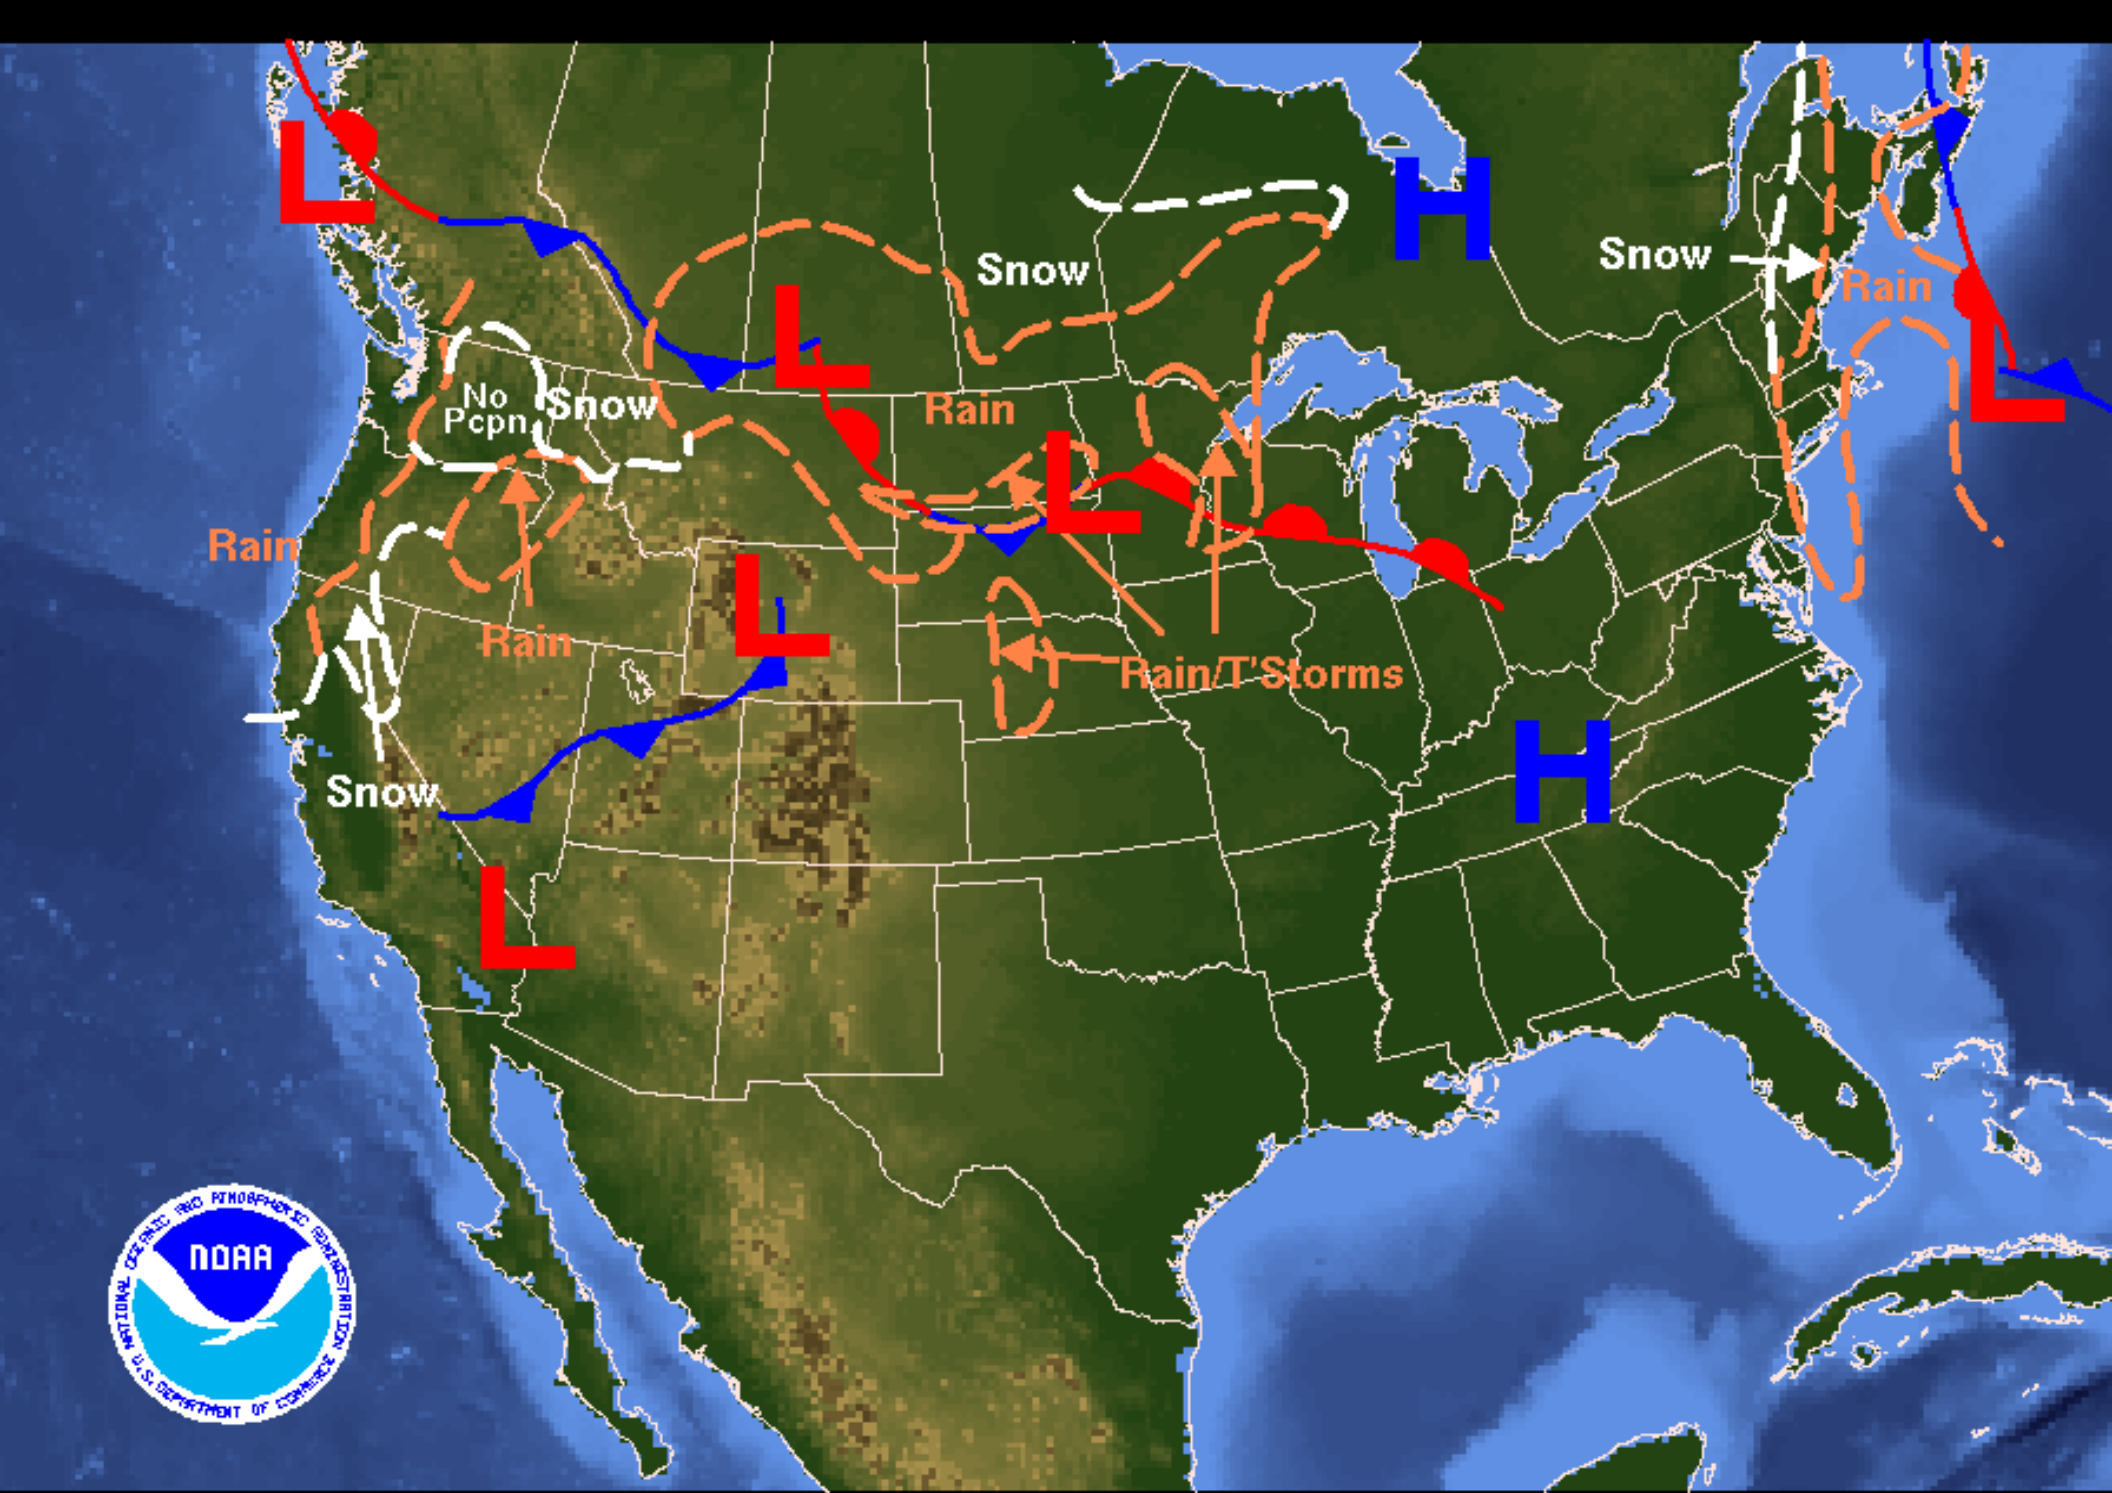 L
H
Snow
Snow
Rain
L
L
No
Pcpn
Snow
Rain
L
L
Rain
L
Rain
Rain/T'Storms
H
Snow
L
NATIONAL OCEANIC AND ATMOSPHERIC ADMINISTRATION
NOAA
U.S. DEPARTMENT OF COMMERCE